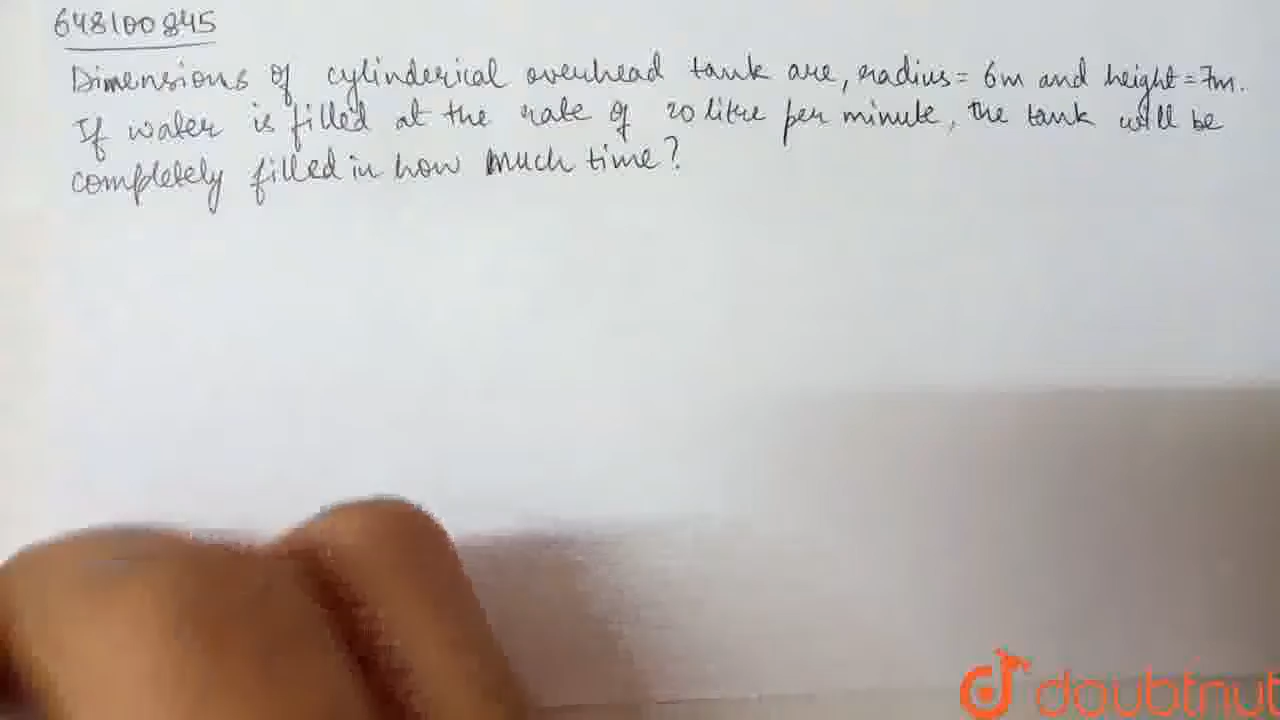 648100845
Dimensions of cylinderical overhead tank are, radius = 6m and height = 7m.
If water is filled at the rate of 20 litre per minute, the tank will be
completely filled in how much time?
doubtnut